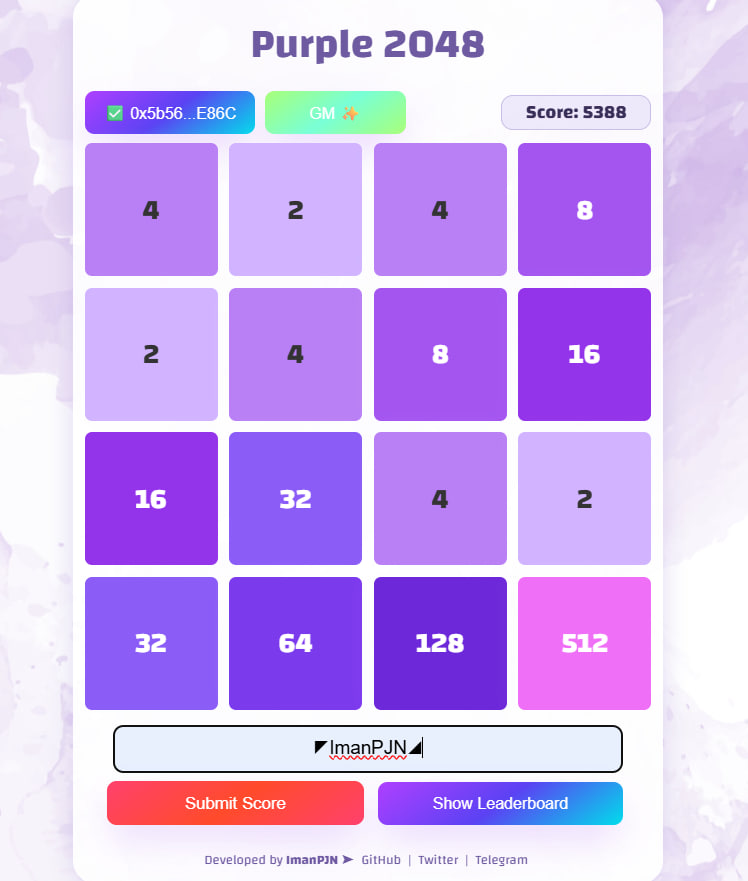 Purple 2048
✅ 0x5b56...E86C GM ✨ Score: 5388
4 2 4 8
2 4 8 16
16 32 4 2
32 64 128 512
◤ImanPJN◢
Submit Score Show Leaderboard
Developed by ImanPJN ➤ GitHub | Twitter | Telegram